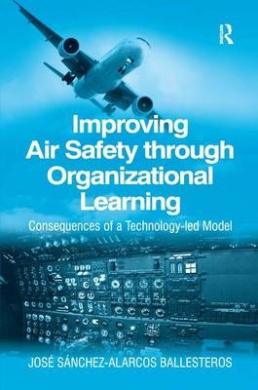 R
Improving
Air Safety through
Organizational
Learning
Consequences of a Technology-led Model
JOSÉ SÁNCHEZ-ALARCOS BALLESTEROS